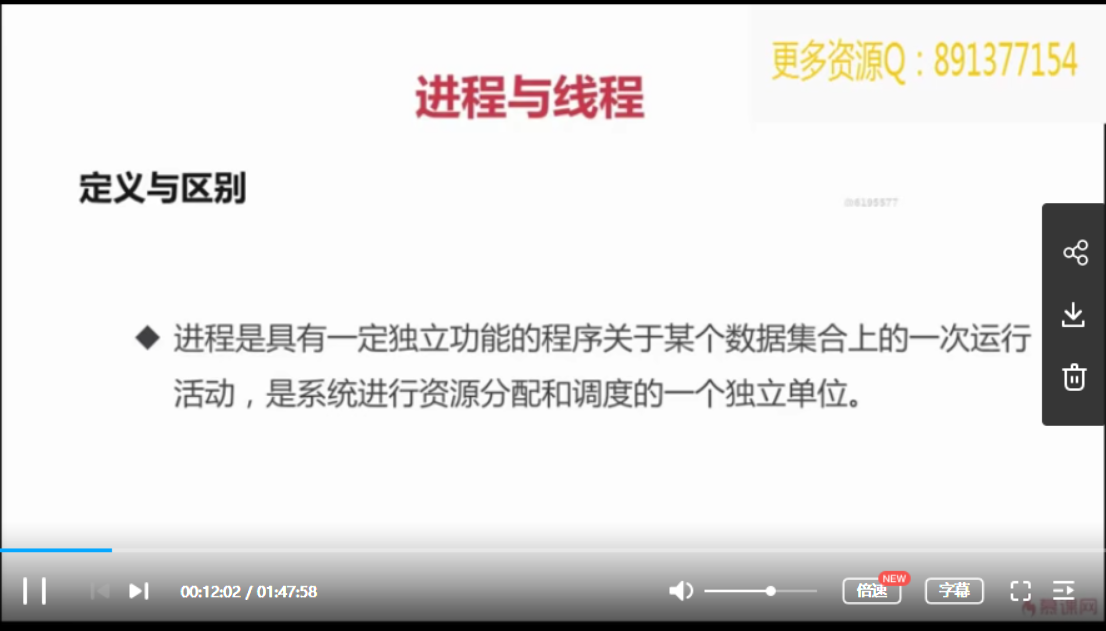 更多资源Q：891377154
进程与线程
定义与区别
@6195577
◆ 进程是具有一定独立功能的程序关于某个数据集合上的一次运行
活动，是系统进行资源分配和调度的一个独立单位。
00:12:02 / 01:47:58
倍速
NEW
字幕
慕课网